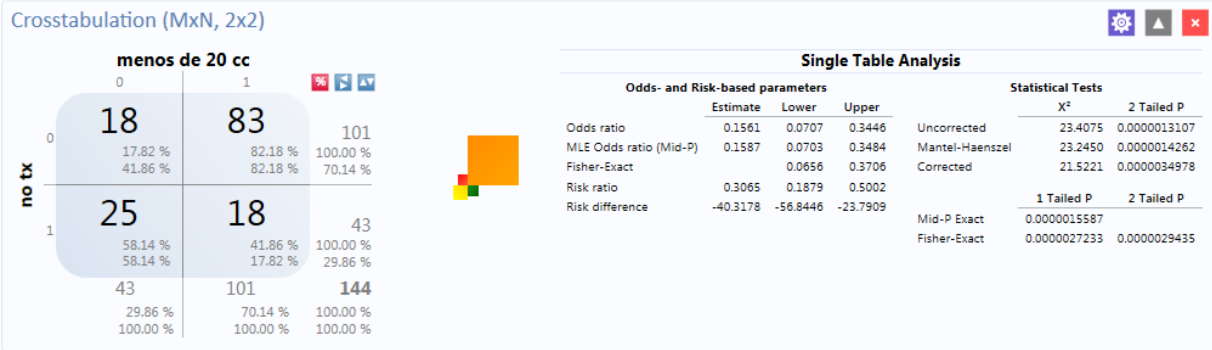 Crosstabulation (MxN, 2x2)
menos de 20 cc
0 1
%
no tx
0 18 83 101
17.82 % 82.18 % 100.00 %
41.86 % 82.18 % 70.14 %
1 25 18 43
58.14 % 41.86 % 100.00 %
58.14 % 17.82 % 29.86 %
43 101 144
29.86 % 70.14 % 100.00 %
100.00 % 100.00 % 100.00 %
Single Table Analysis
Odds- and Risk-based parameters
Estimate Lower Upper
Odds ratio 0.1561 0.0707 0.3446
MLE Odds ratio (Mid-P) 0.1587 0.0703 0.3484
Fisher-Exact 0.0656 0.3706
Risk ratio 0.3065 0.1879 0.5002
Risk difference -40.3178 -56.8446 -23.7909
Statistical Tests
X² 2 Tailed P
Uncorrected 23.4075 0.0000013107
Mantel-Haenszel 23.2450 0.0000014262
Corrected 21.5221 0.0000034978
1 Tailed P 2 Tailed P
Mid-P Exact 0.0000015587
Fisher-Exact 0.0000027233 0.0000029435